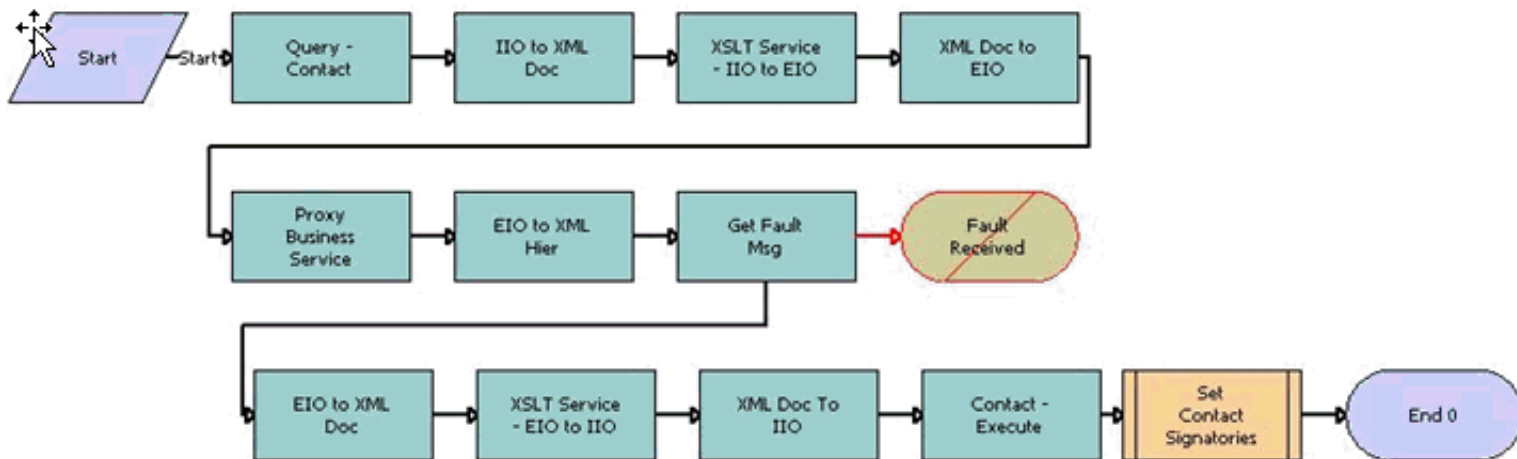 Start
Start
Query -
Contact
IIO to XML
Doc
XSLT Service
- IIO to EIO
XML Doc to
EIO
Proxy
Business
Service
EIO to XML
Hier
Get Fault
Msg
Fault
Received
EIO to XML
Doc
XSLT Service
- EIO to IIO
XML Doc To
IIO
Contact -
Execute
Set
Contact
Signatories
End 0